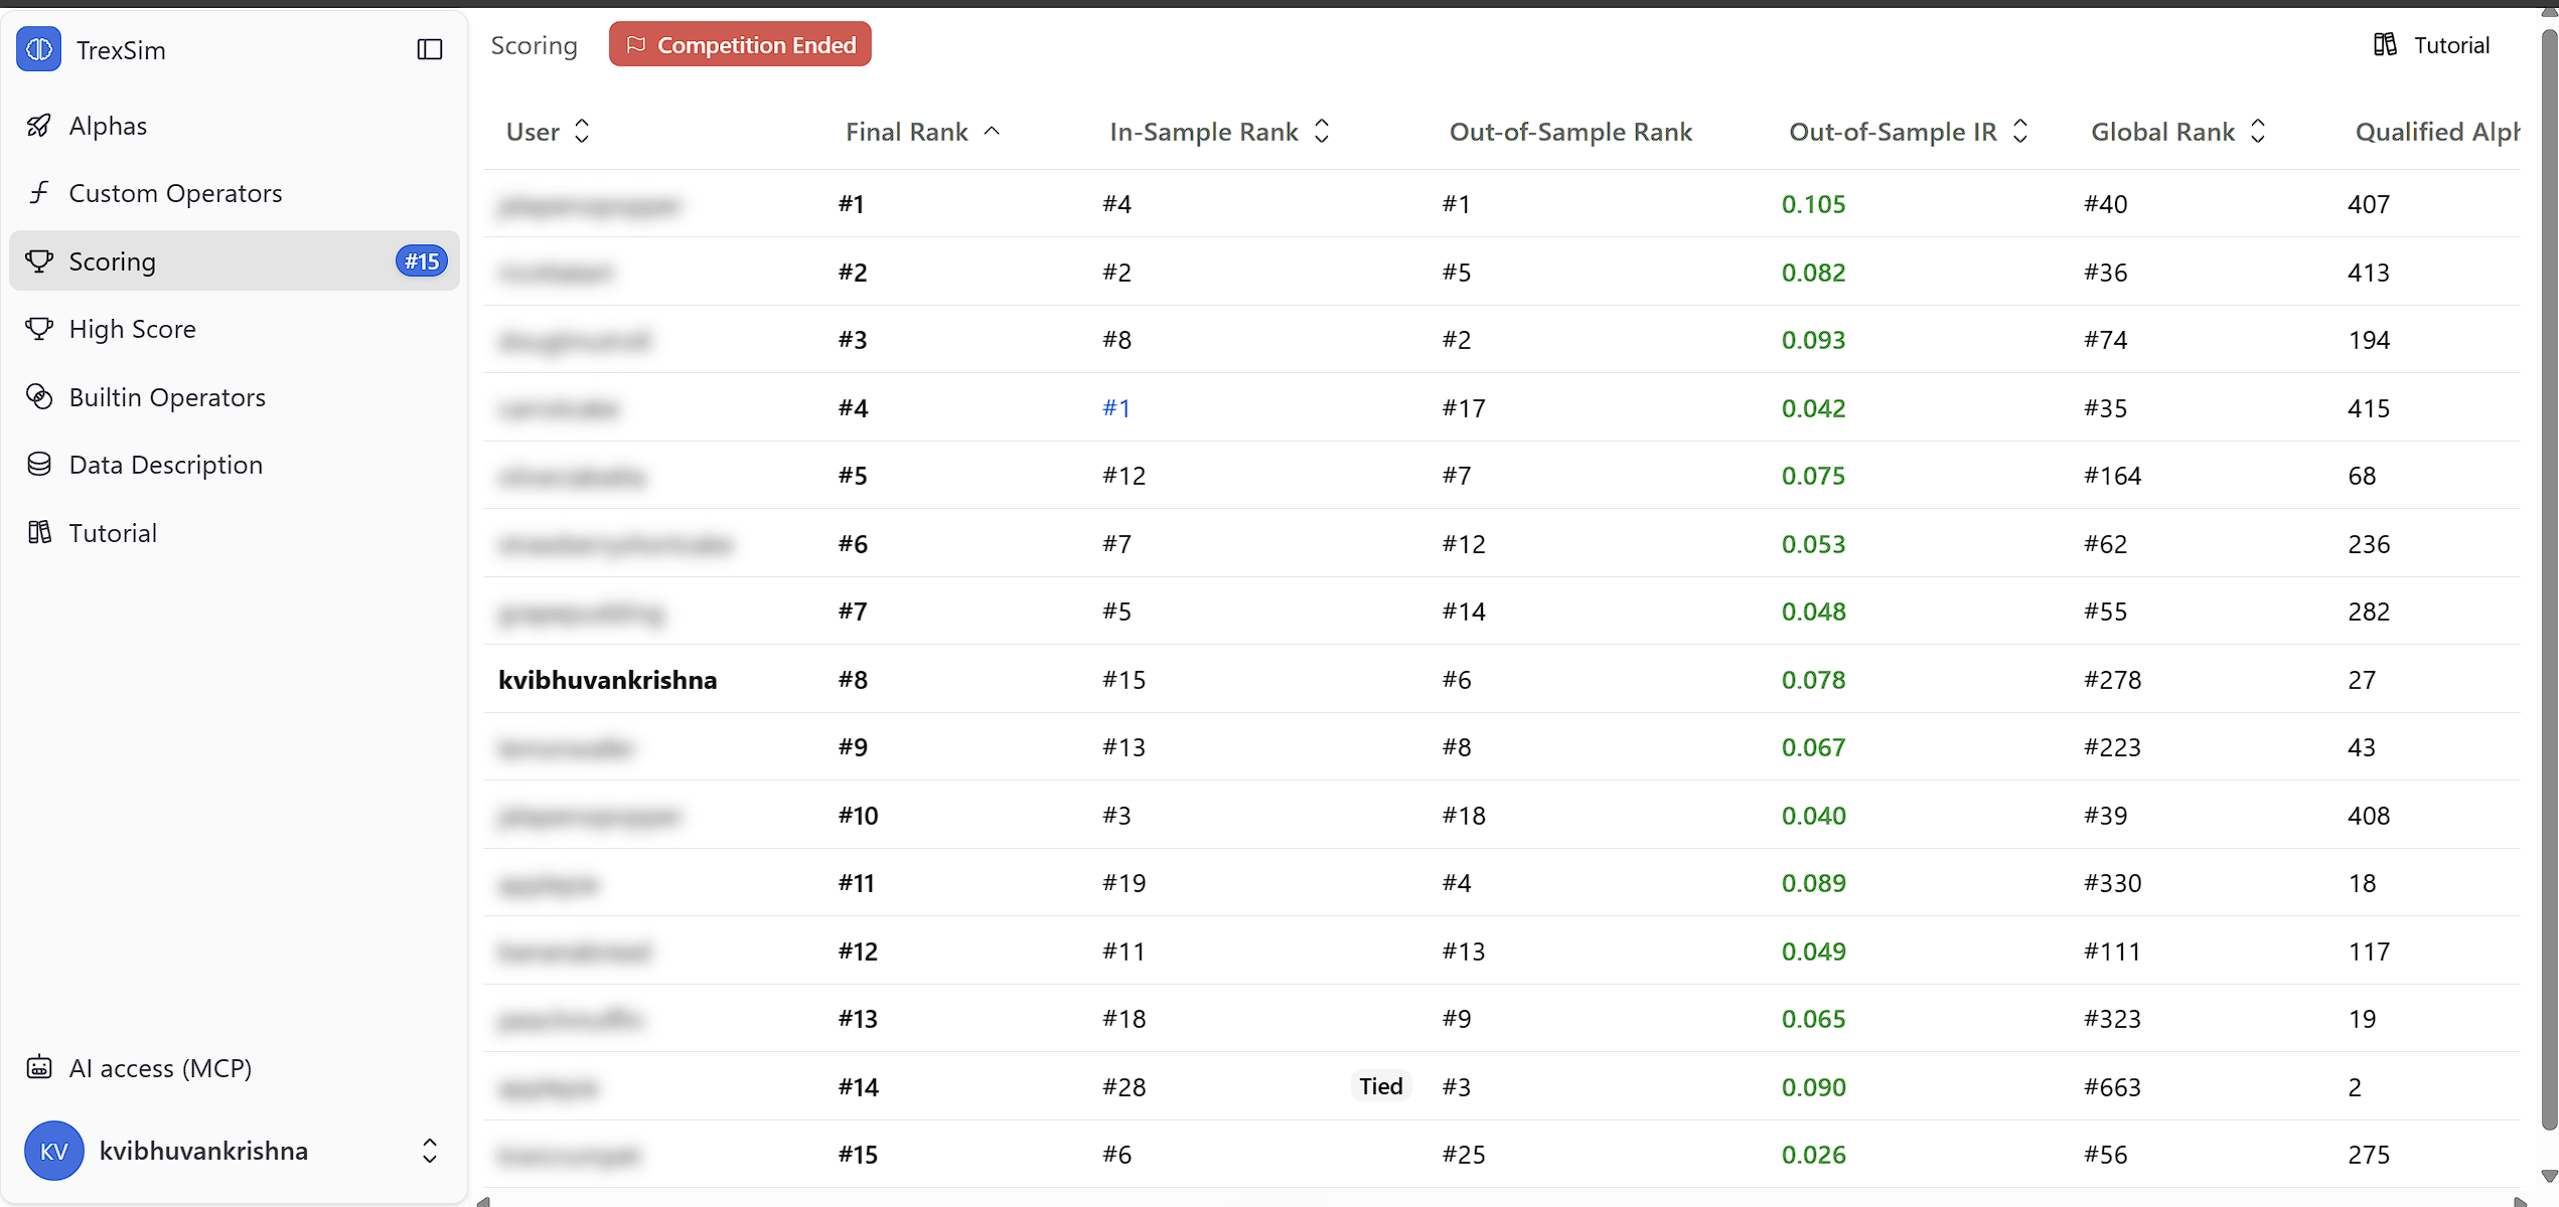 TrexSim
Alphas
Custom Operators
Scoring #15
High Score
Builtin Operators
Data Description
Tutorial
AI access (MCP)
KV kvibhuvankrishna
Scoring Competition Ended Tutorial
User Final Rank In-Sample Rank Out-of-Sample Rank Out-of-Sample IR Global Rank Qualified Alph
#1 #4 #1 0.105 #40 407
#2 #2 #5 0.082 #36 413
#3 #8 #2 0.093 #74 194
#4 #1 #17 0.042 #35 415
#5 #12 #7 0.075 #164 68
#6 #7 #12 0.053 #62 236
#7 #5 #14 0.048 #55 282
kvibhuvankrishna #8 #15 #6 0.078 #278 27
#9 #13 #8 0.067 #223 43
#10 #3 #18 0.040 #39 408
#11 #19 #4 0.089 #330 18
#12 #11 #13 0.049 #111 117
#13 #18 #9 0.065 #323 19
#14 #28 Tied #3 0.090 #663 2
#15 #6 #25 0.026 #56 275